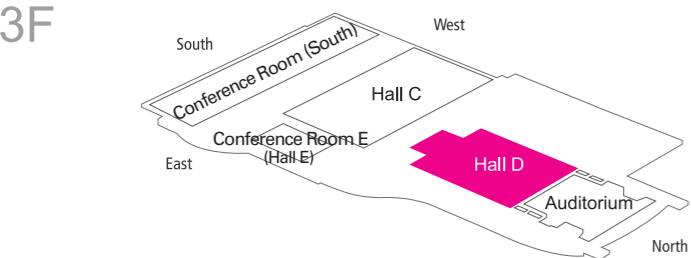 3F
South
West
Conference Room (South)
Hall C
Conference Room E
(Hall E)
East
Hall D
Auditorium
North